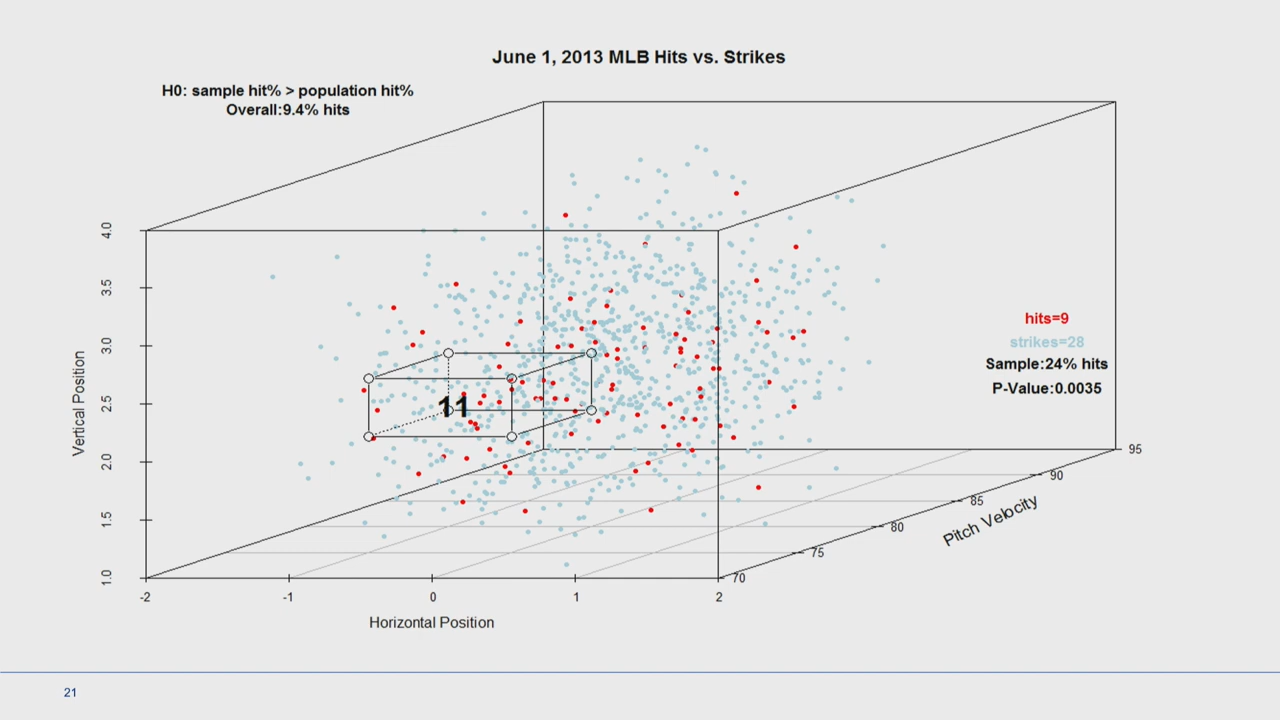 June 1, 2013 MLB Hits vs. Strikes
H0: sample hit% > population hit%
Overall:9.4% hits
4.0
3.5
3.0
2.5
2.0
1.5
1.0
Vertical Position
11
hits=9
strikes=28
Sample:24% hits
P-Value:0.0035
95
90
85
80
75
70
Pitch Velocity
-2
-1
0
1
2
Horizontal Position
21